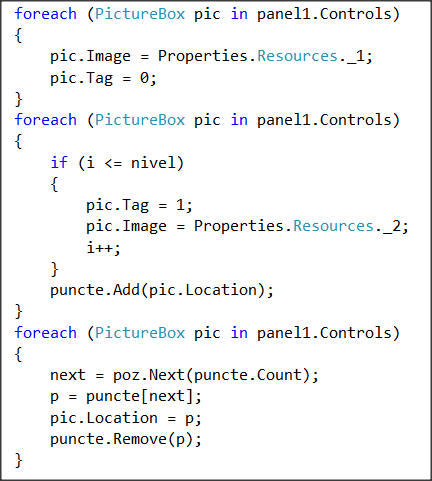 foreach (PictureBox pic in panel1.Controls)
{
    pic.Image = Properties.Resources._1;
    pic.Tag = 0;
}
foreach (PictureBox pic in panel1.Controls)
{
    if (i <= nivel)
    {
        pic.Tag = 1;
        pic.Image = Properties.Resources._2;
        i++;
    }
    puncte.Add(pic.Location);
}
foreach (PictureBox pic in panel1.Controls)
{
    next = poz.Next(puncte.Count);
    p = puncte[next];
    pic.Location = p;
    puncte.Remove(p);
}